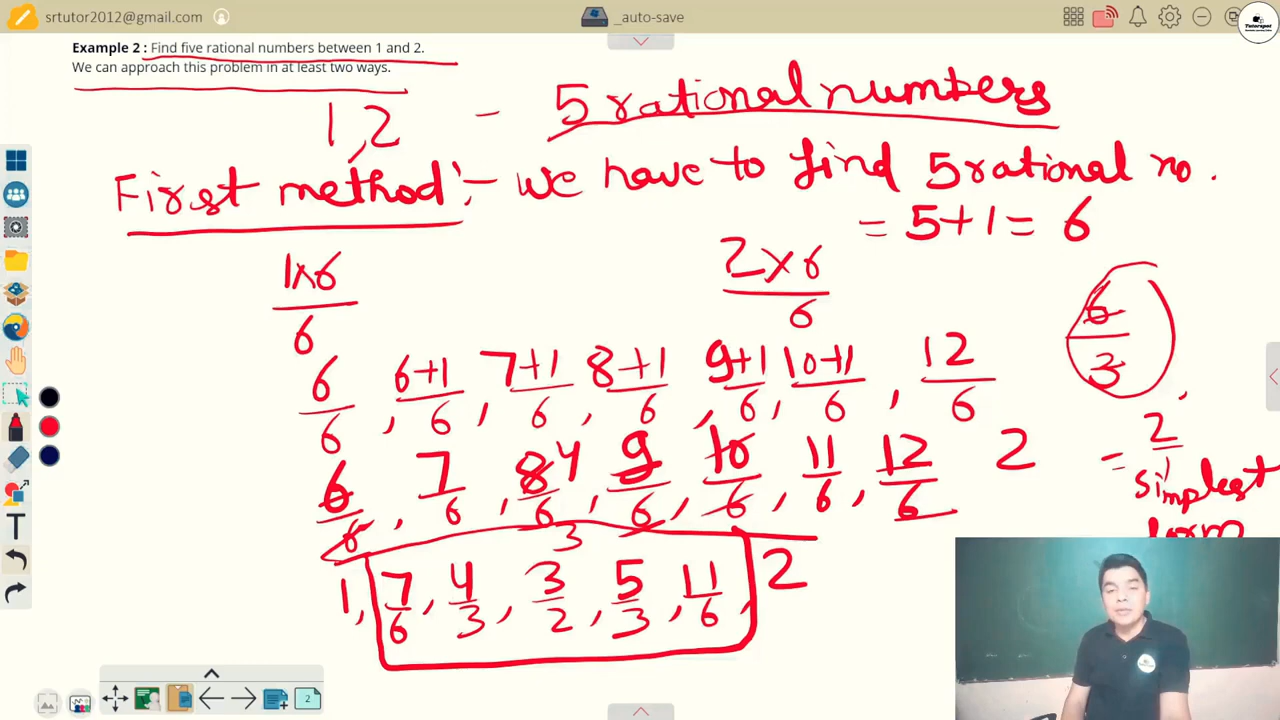 srtutor2012@gmail.com
_auto-save
Tutorspot
Example 2 : Find five rational numbers between 1 and 2.
We can approach this problem in at least two ways.
1,2 - 5 rational numbers
First method :- we have to find 5 rational no.
= 5+1= 6
1×6/6 2×6/6
6/3
6/6, 6+1/6, 7+1/6, 8+1/6, 9+1/6, 10+1/6, 12/6
= 2/1
6/6, 7/6, 8/6, 9/6, 10/6, 11/6, 12/6 2
4 3
simplest
form
1, 7/6, 4/3, 3/2, 5/3, 11/6, 2
T
2